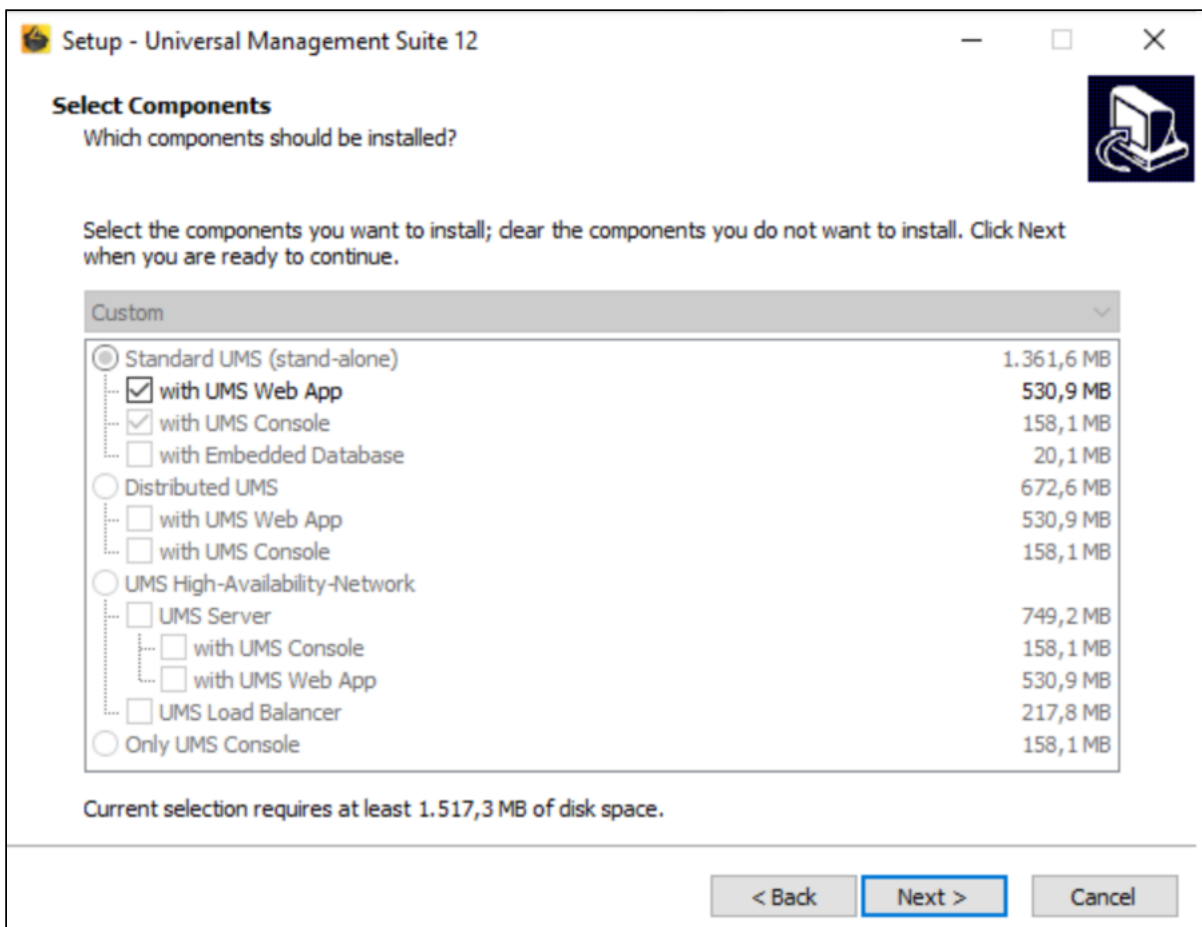 Setup - Universal Management Suite 12
Select Components
Which components should be installed?
Select the components you want to install; clear the components you do not want to install. Click Next
when you are ready to continue.
Custom
Standard UMS (stand-alone) 1.361,6 MB
with UMS Web App 530,9 MB
with UMS Console 158,1 MB
with Embedded Database 20,1 MB
Distributed UMS 672,6 MB
with UMS Web App 530,9 MB
with UMS Console 158,1 MB
UMS High-Availability-Network
UMS Server 749,2 MB
with UMS Console 158,1 MB
with UMS Web App 530,9 MB
UMS Load Balancer 217,8 MB
Only UMS Console 158,1 MB
Current selection requires at least 1.517,3 MB of disk space.
< Back Next > Cancel